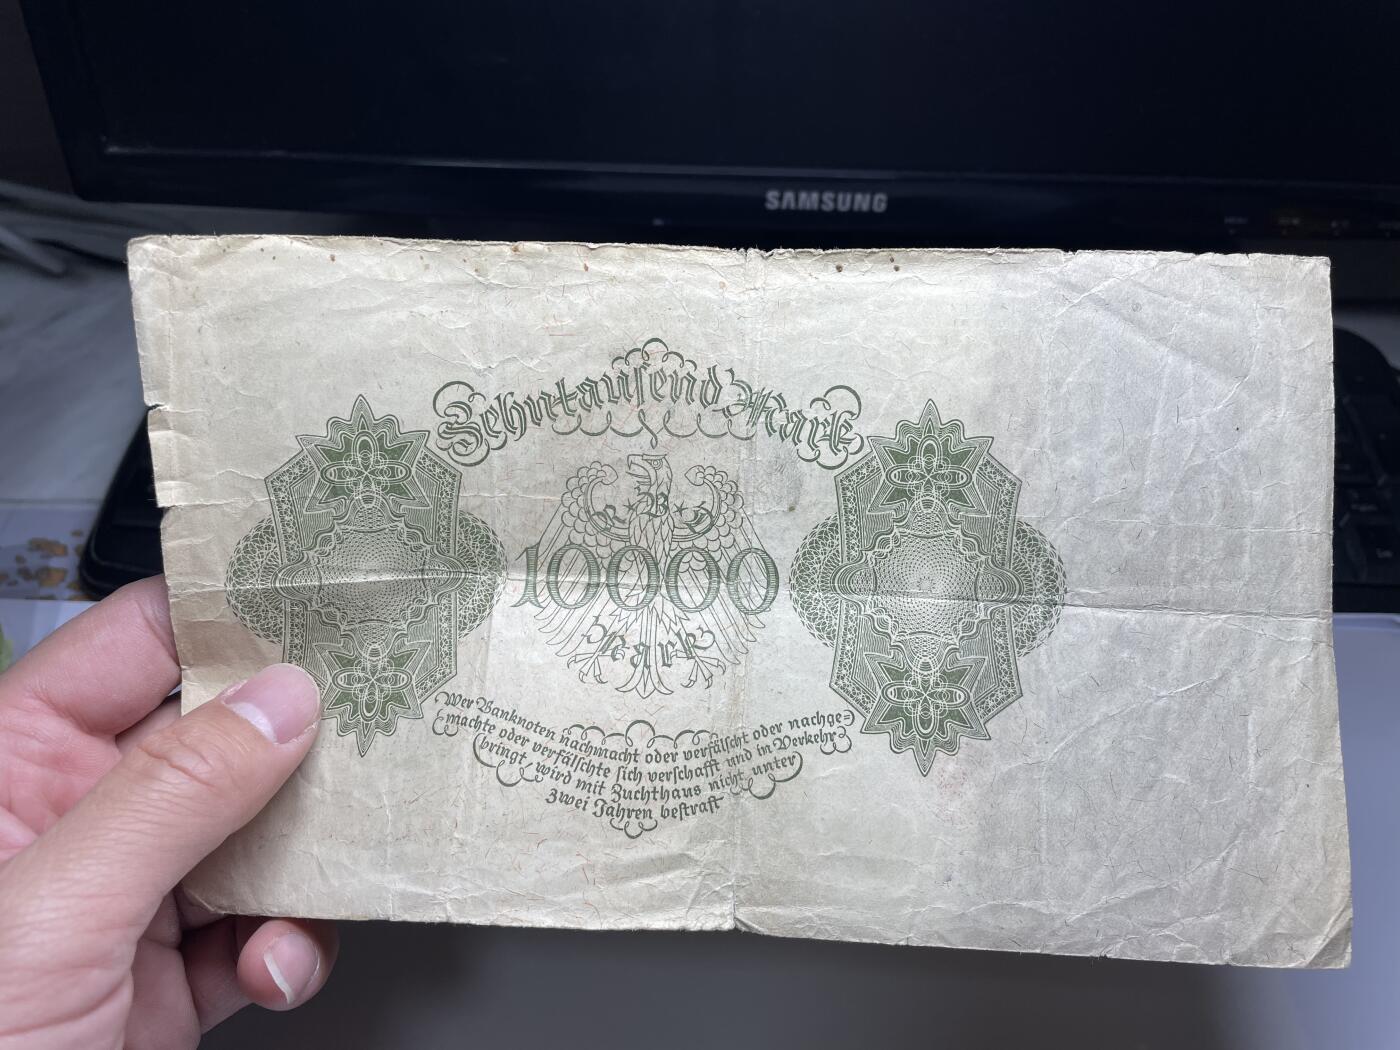 SAMSUNG
Zehntausend Mark
R B D
10000
Mark
Wer Banknoten nachmacht oder verfälscht oder nachge=
machte oder verfälschte sich verschafft und in Verkehr
bringt, wird mit Zuchthaus nicht unter
zwei Jahren bestraft